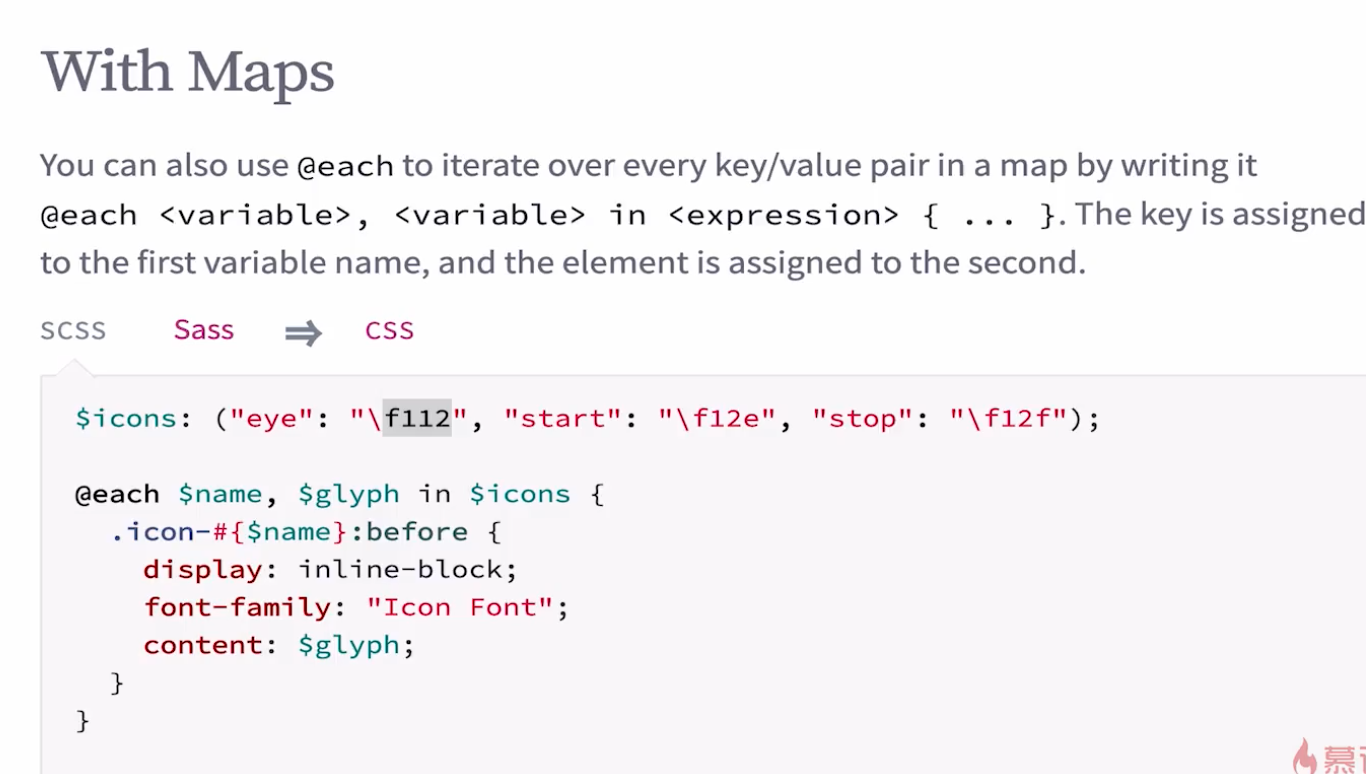 With Maps
You can also use @each to iterate over every key/value pair in a map by writing it
@each <variable>, <variable> in <expression> { ... }. The key is assigned
to the first variable name, and the element is assigned to the second.
SCSS Sass ⇒ CSS
$icons: ("eye": "\f112", "start": "\f12e", "stop": "\f12f");
@each $name, $glyph in $icons {
.icon-#{$name}:before {
display: inline-block;
font-family: "Icon Font";
content: $glyph;
}
}
慕